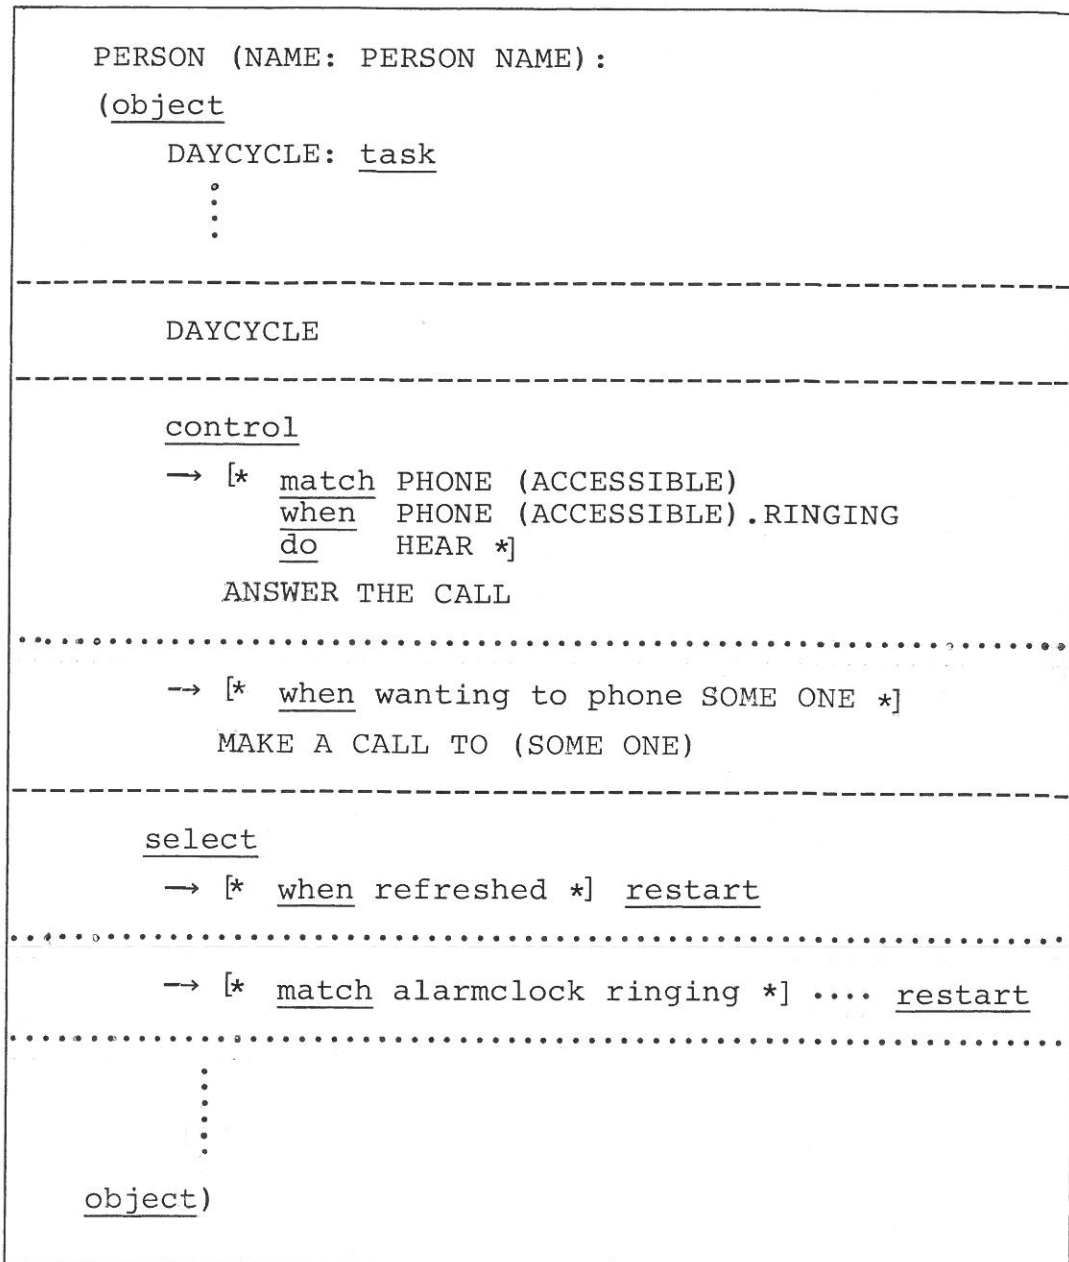 PERSON (NAME: PERSON NAME):
(object
DAYCYCLE: task
DAYCYCLE
control
→ [* match PHONE (ACCESSIBLE)
when PHONE (ACCESSIBLE).RINGING
do HEAR *]
ANSWER THE CALL
→ [* when wanting to phone SOME ONE *]
MAKE A CALL TO (SOME ONE)
select
→ [* when refreshed *] restart
→ [* match alarmclock ringing *] .... restart
object)